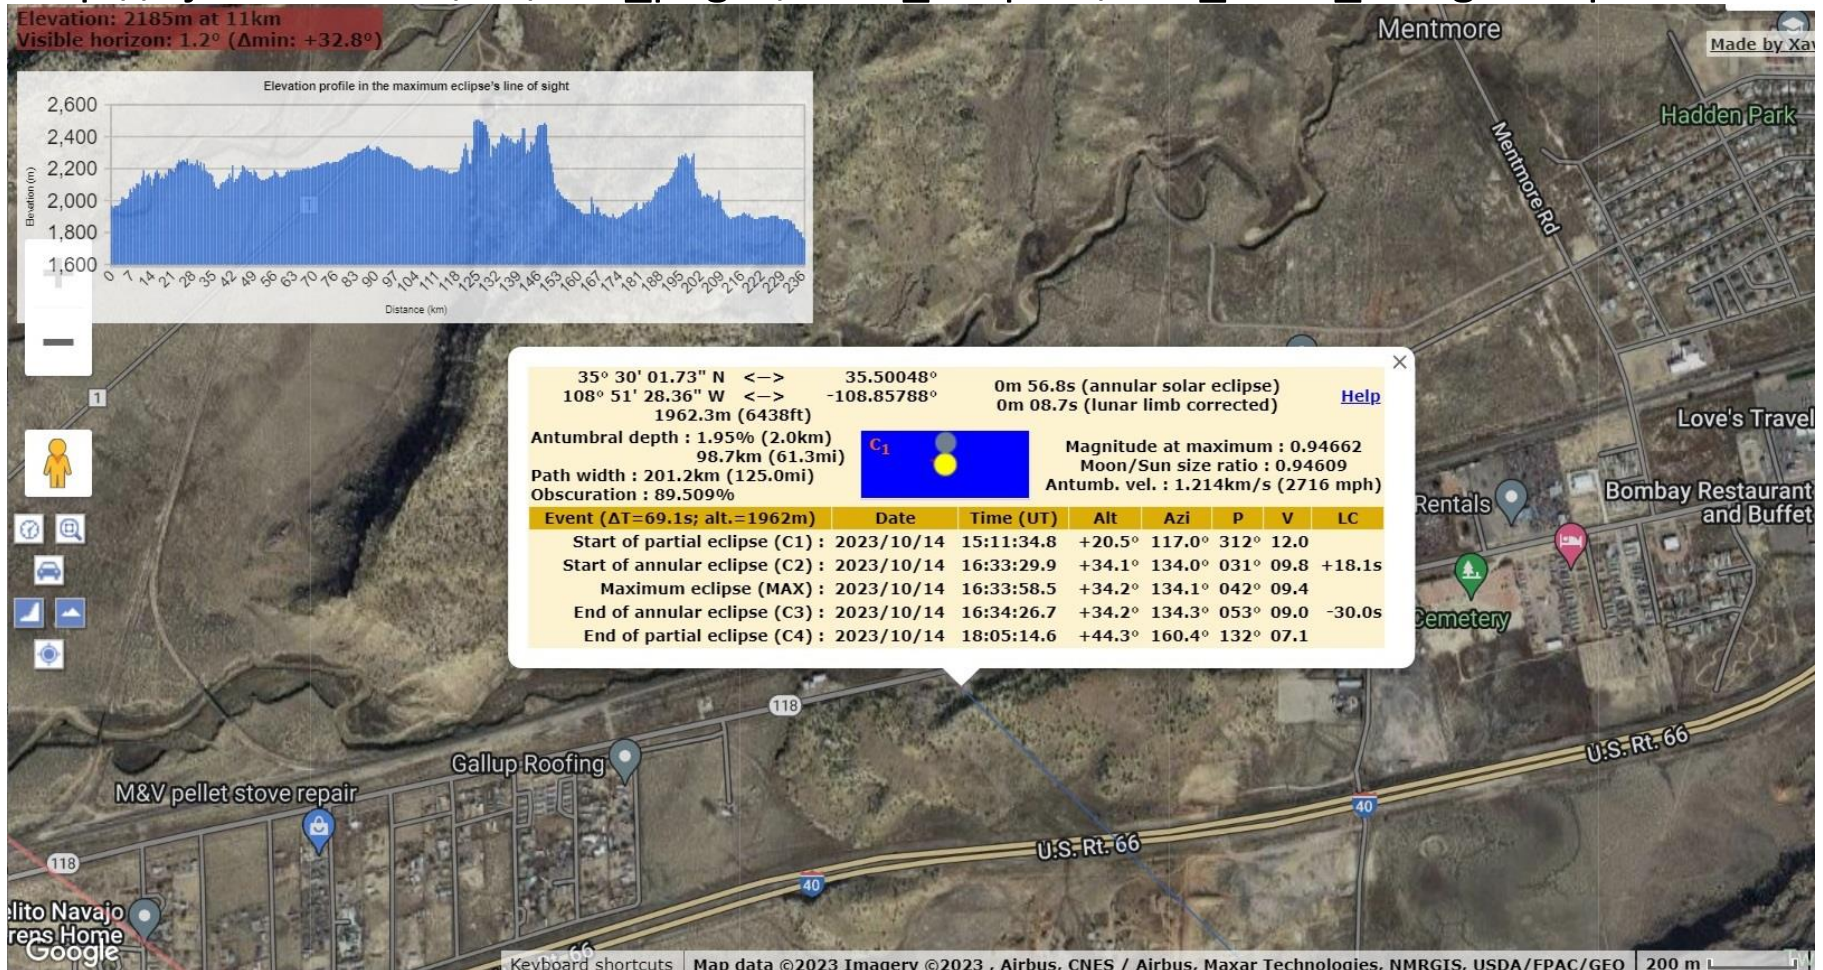 Elevation: 2185m at 11km
Visible horizon: 1.2° (Δmin: +32.8°)
Mentmore
Made by Xav
Elevation profile in the maximum eclipse's line of sight
2,600
2,400
2,200
2,000
1,800
1,600
Elevation (m)
0 7 14 21 28 35 42 49 56 63 70 76 83 90 97 104 111 118 125 132 139 146 153 160 167 174 181 188 195 202 209 216 222 229 236
Distance (km)
Hadden Park
Mentmore Rd
1
35° 30' 01.73" N <—> 35.50048°
108° 51' 28.36" W <—> -108.85788°
1962.3m (6438ft)
0m 56.8s (annular solar eclipse)
0m 08.7s (lunar limb corrected)
Help
Antumbral depth : 1.95% (2.0km)
98.7km (61.3mi)
Path width : 201.2km (125.0mi)
Obscuration : 89.509%
C1
Magnitude at maximum : 0.94662
Moon/Sun size ratio : 0.94609
Antumb. vel. : 1.214km/s (2716 mph)
Event (ΔT=69.1s; alt.=1962m) Date Time (UT) Alt Azi P V LC
Start of partial eclipse (C1) : 2023/10/14 15:11:34.8 +20.5° 117.0° 312° 12.0
Start of annular eclipse (C2) : 2023/10/14 16:33:29.9 +34.1° 134.0° 031° 09.8 +18.1s
Maximum eclipse (MAX) : 2023/10/14 16:33:58.5 +34.2° 134.1° 042° 09.4
End of annular eclipse (C3) : 2023/10/14 16:34:26.7 +34.2° 134.3° 053° 09.0 -30.0s
End of partial eclipse (C4) : 2023/10/14 18:05:14.6 +44.3° 160.4° 132° 07.1
Love's Travel
Rentals
Bombay Restaurant
and Buffet
Cemetery
118
Gallup Roofing
M&V pellet stove repair
U.S. Rt. 66
40
U.S. Rt. 66
118
40
elito Navajo
rens Home
Google
Rt. 66
Keyboard shortcuts
Map data ©2023 Imagery ©2023 , Airbus, CNES / Airbus, Maxar Technologies, NMRGIS, USDA/FPAC/GEO
200 m